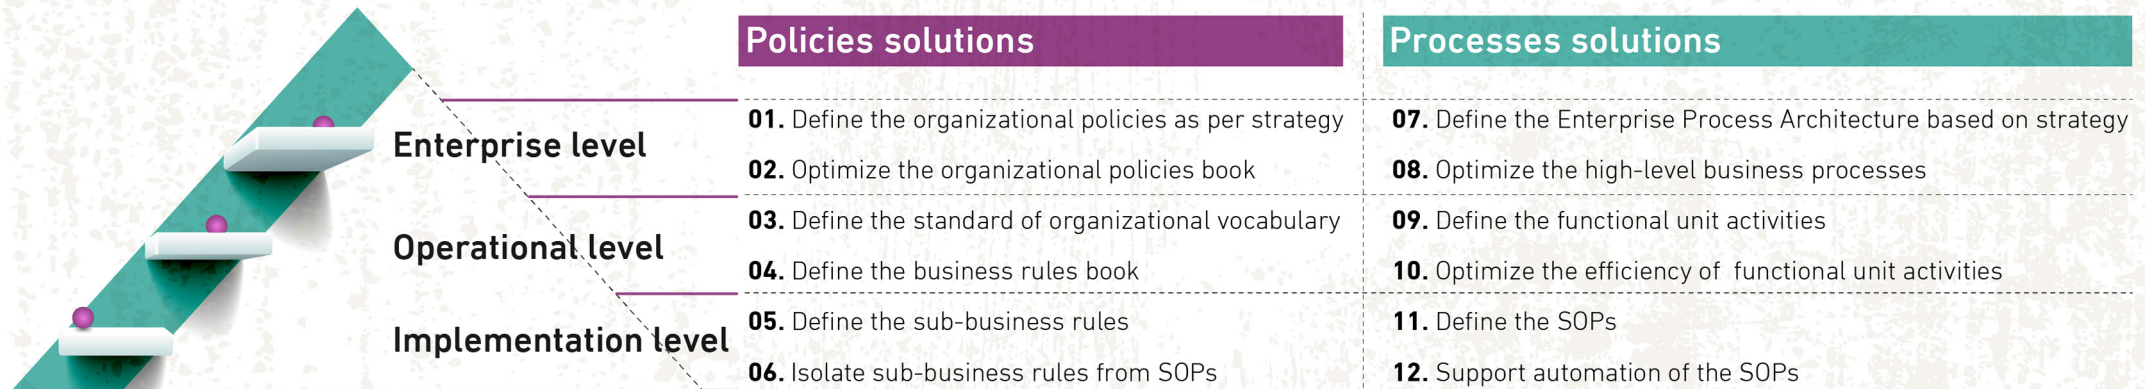 Policies solutions
Processes solutions
Enterprise level
01. Define the organizational policies as per strategy
02. Optimize the organizational policies book
07. Define the Enterprise Process Architecture based on strategy
08. Optimize the high-level business processes
Operational level
03. Define the standard of organizational vocabulary
04. Define the business rules book
09. Define the functional unit activities
10. Optimize the efficiency of functional unit activities
Implementation level
05. Define the sub-business rules
06. Isolate sub-business rules from SOPs
11. Define the SOPs
12. Support automation of the SOPs